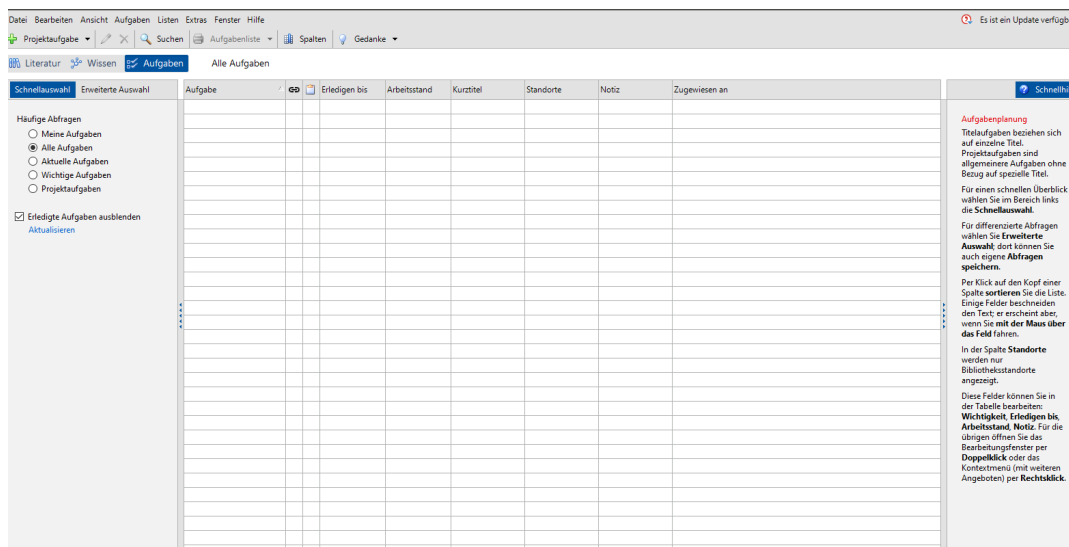 Datei Bearbeiten Ansicht Aufgaben Listen Extras Fenster Hilfe
Es ist ein Update verfügb
Projektaufgabe Suchen Aufgabenliste Spalten Gedanke
Literatur Wissen Aufgaben Alle Aufgaben
Schnellauswahl Erweiterte Auswahl
Aufgabe Erledigen bis Arbeitsstand Kurztitel Standorte Notiz Zugewiesen an
Schnellhi
Häufige Abfragen
Meine Aufgaben
Alle Aufgaben
Aktuelle Aufgaben
Wichtige Aufgaben
Projektaufgaben
Erledigte Aufgaben ausblenden
Aktualisieren
Aufgabenplanung
Titelaufgaben beziehen sich
auf einzelne Titel.
Projektaufgaben sind
allgemeinere Aufgaben ohne
Bezug auf spezielle Titel.
Für einen schnellen Überblick
wählen Sie im Bereich links
die Schnellauswahl.
Für differenzierte Abfragen
wählen Sie Erweiterte
Auswahl; dort können Sie
auch eigene Abfragen
speichern.
Per Klick auf den Kopf einer
Spalte sortieren Sie die Liste.
Einige Felder beschneiden
den Text; er erscheint aber,
wenn Sie mit der Maus über
das Feld fahren.
In der Spalte Standorte
werden nur
Bibliotheksstandorte
angezeigt.
Diese Felder können Sie in
der Tabelle bearbeiten:
Wichtigkeit, Erledigen bis,
Arbeitsstand, Notiz. Für die
übrigen öffnen Sie das
Bearbeitungsfenster per
Doppelklick oder das
Kontextmenü (mit weiteren
Angeboten) per Rechtsklick.